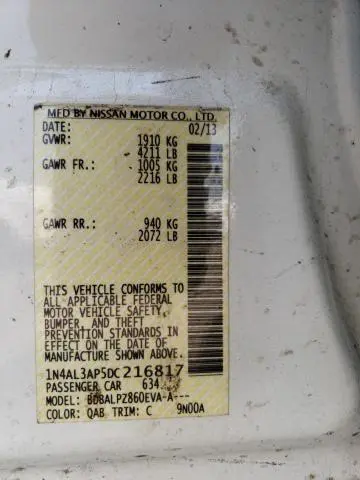 MFD BY NISSAN MOTOR CO., LTD.
DATE: 02/13
GVWR: 1910 KG
4211 LB
GAWR FR.: 1005 KG
2216 LB
GAWR RR.: 940 KG
2072 LB
THIS VEHICLE CONFORMS TO
ALL APPLICABLE FEDERAL
MOTOR VEHICLE SAFETY,
BUMPER, AND THEFT
PREVENTION STANDARDS IN
EFFECT ON THE DATE OF
MANUFACTURE SHOWN ABOVE.
1N4AL3AP5DC216817
PASSENGER CAR 634
MODEL: BDBALPZ860EVA-A---
COLOR: QAB TRIM: C 9N00A